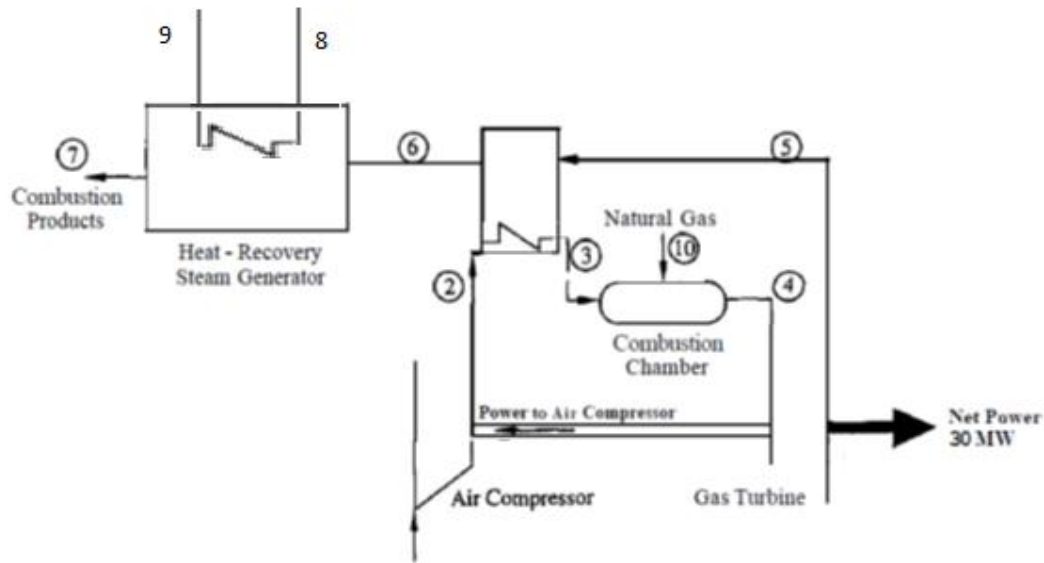 9
8
7
Combustion
Products
Heat - Recovery
Steam Generator
6
5
Natural Gas
10
3
4
2
Combustion
Chamber
Power to Air Compressor
Net Power
30 MW
Air Compressor
Gas Turbine